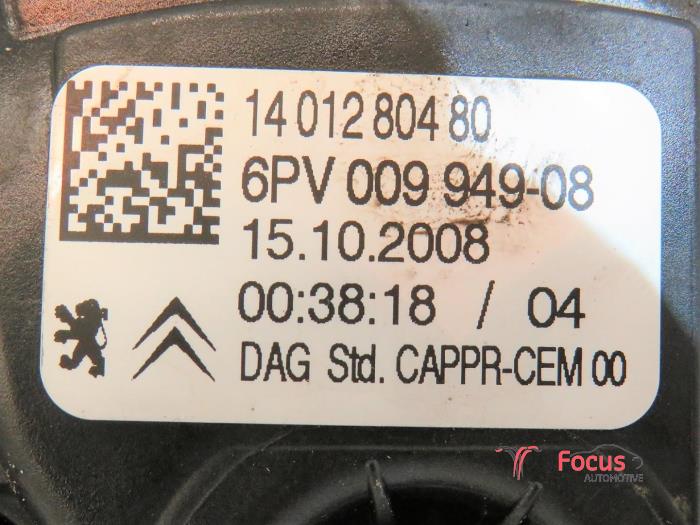 14 012 804 80
6PV 009 949-08
15.10.2008
00:38:18 / 04
DAG Std. CAPPR-CEM 00
Focus
AUTOMOTIVE